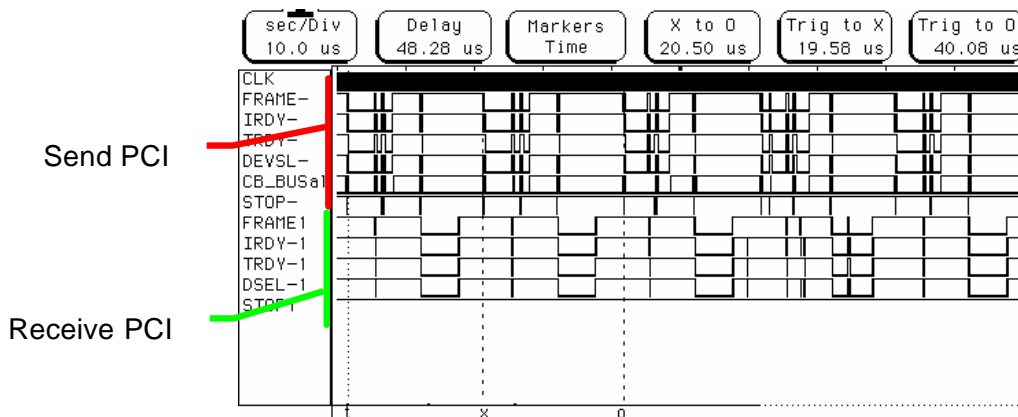 sec/Div
10.0 us
Delay
48.28 us
Markers
Time
X to O
20.50 us
Trig to X
19.58 us
Trig to O
40.08 us
CLK
FRAME-
IRDY-
TRDY-
DEVSL-
CB_BUSal
STOP-
FRAME1
IRDY-1
TRDY-1
DSEL-1
STOP1
Send PCI
Receive PCI
t
X
O